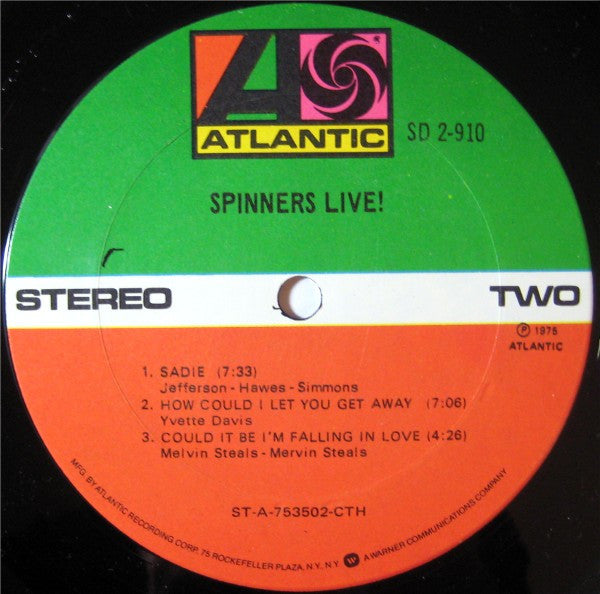 ATLANTIC
SD 2-910
SPINNERS LIVE!
STEREO
TWO
℗ 1975
ATLANTIC
1. SADIE (7:33)
Jefferson - Hawes - Simmons
2. HOW COULD I LET YOU GET AWAY (7:06)
Yvette Davis
3. COULD IT BE I'M FALLING IN LOVE (4:26)
Melvin Steals - Mervin Steals
ST-A-753502-CTH
MFG. BY ATLANTIC RECORDING CORP. 75 ROCKEFELLER PLAZA, N.Y. N.Y. A WARNER COMMUNICATIONS COMPANY